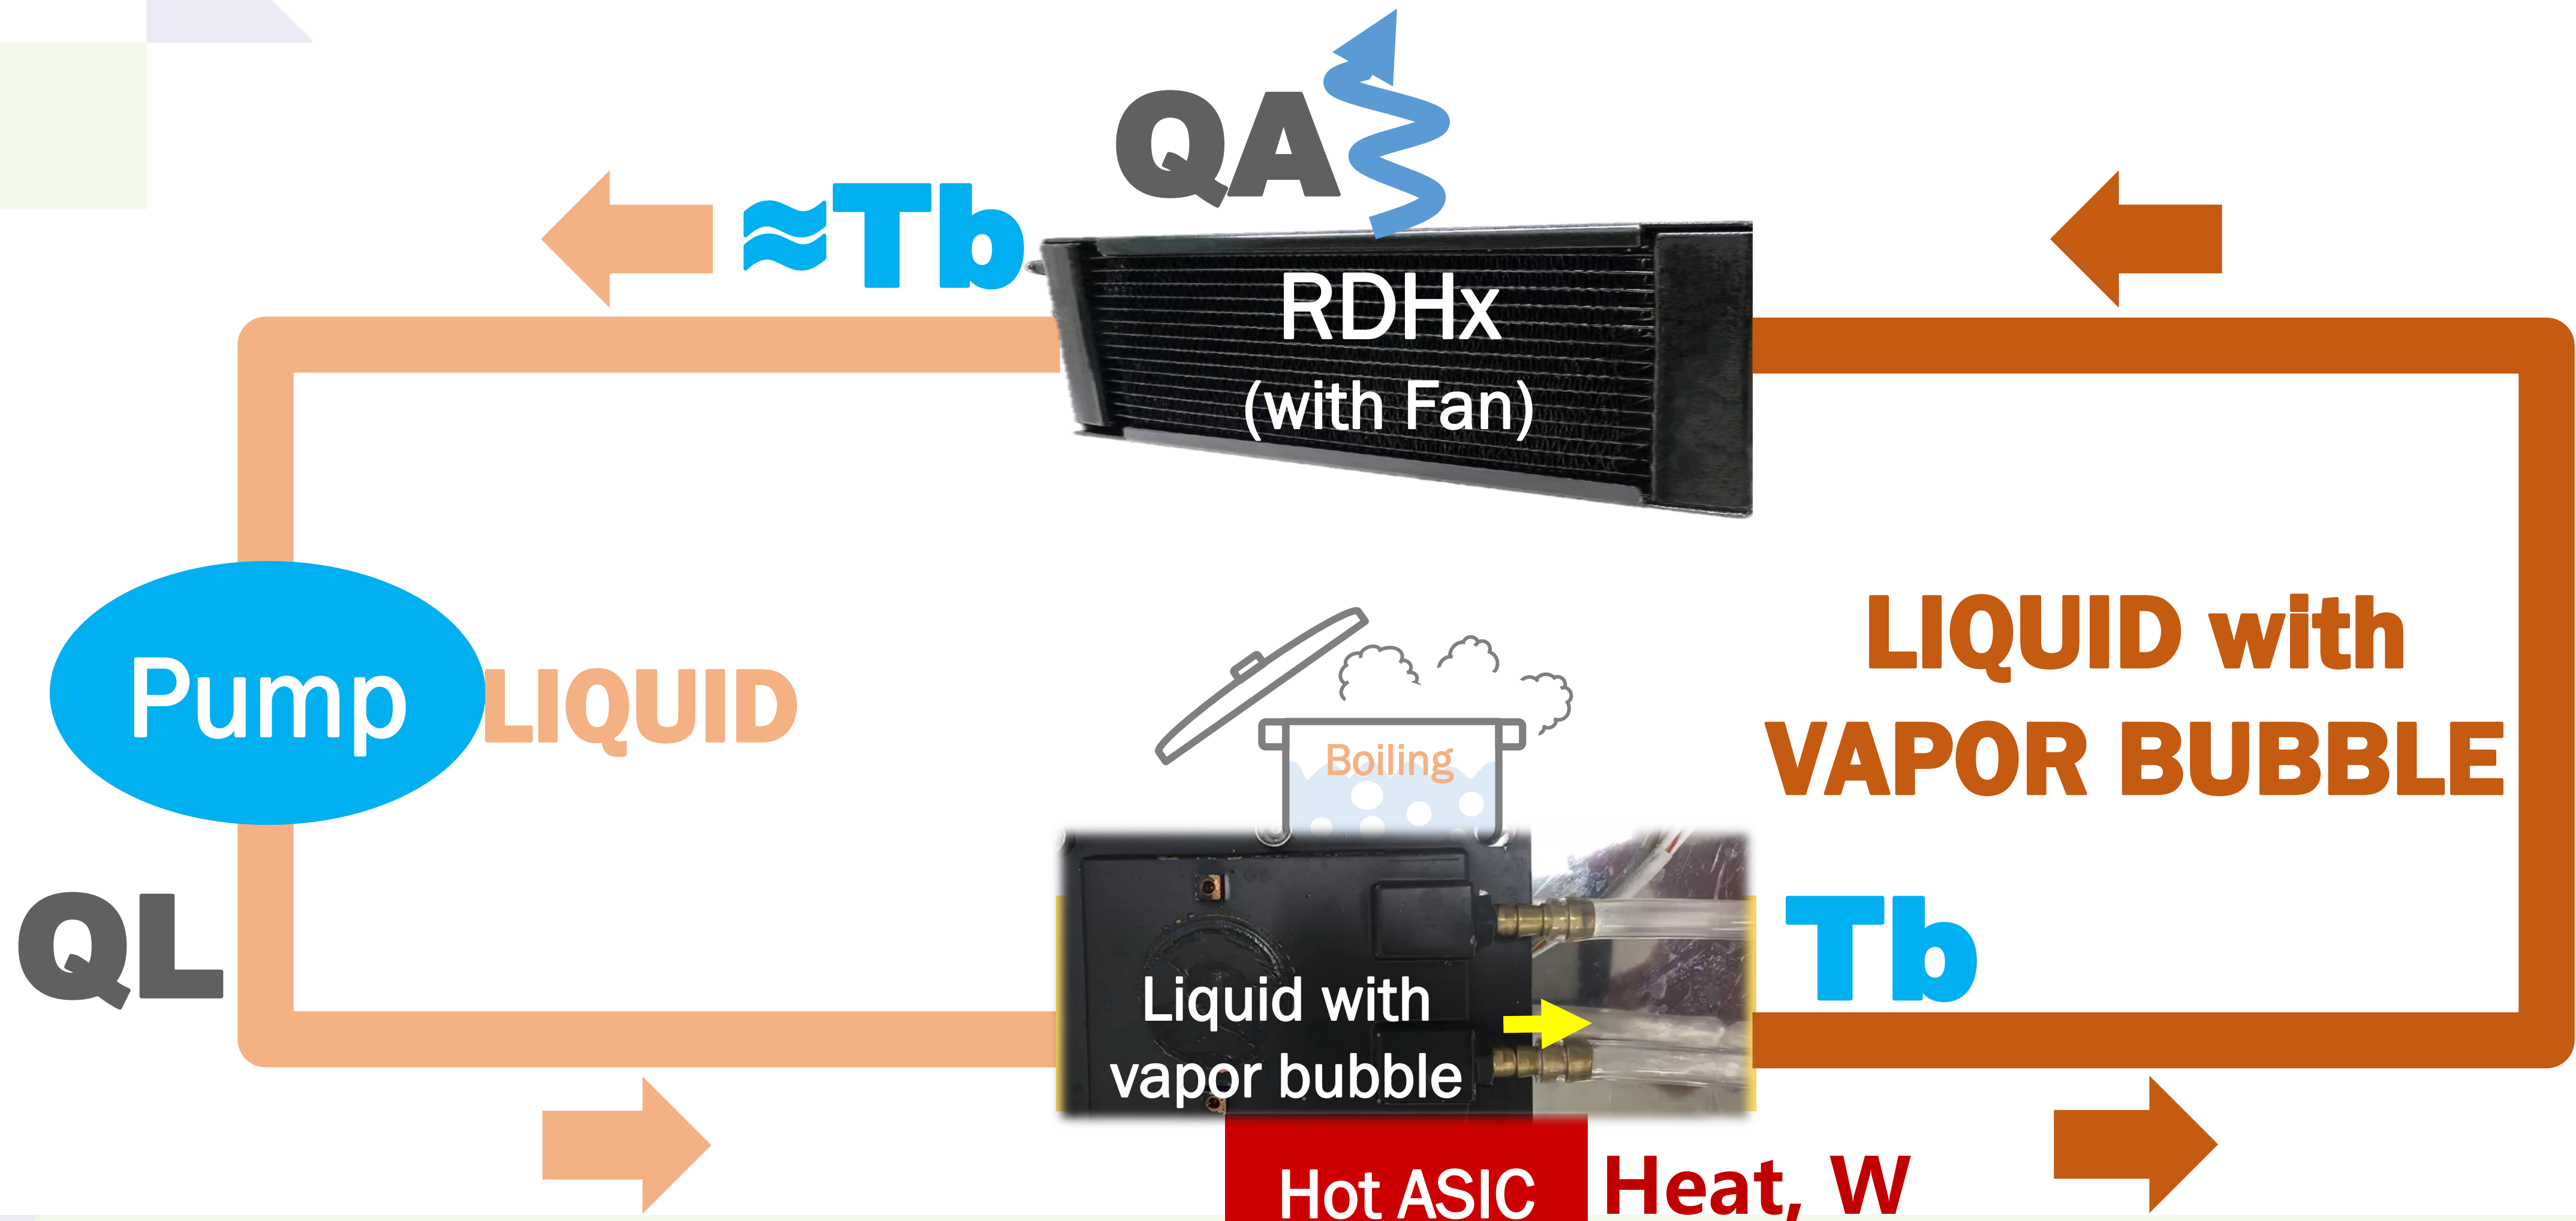 QA
≈Tb
RDHx
(with Fan)
Pump
LIQUID
LIQUID with
VAPOR BUBBLE
Boiling
QL
Liquid with
vapor bubble
Tb
Hot ASIC
Heat, W